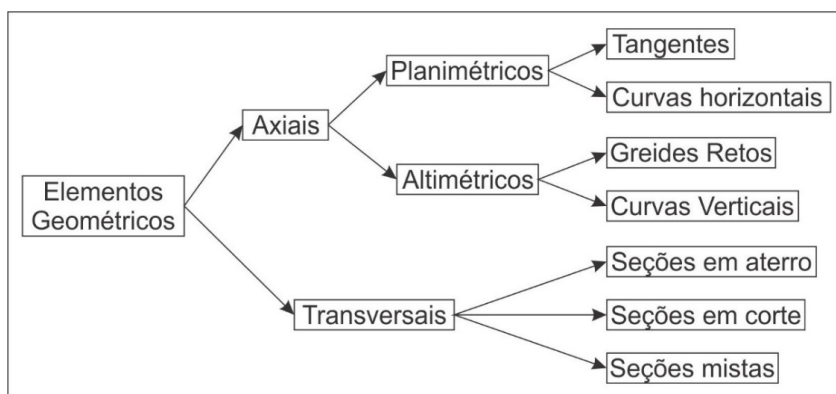 Tangentes
Planimétricos
Curvas horizontais
Axiais
Greides Retos
Altimétricos
Curvas Verticais
Elementos
Geométricos
Seções em aterro
Transversais
Seções em corte
Seções mistas